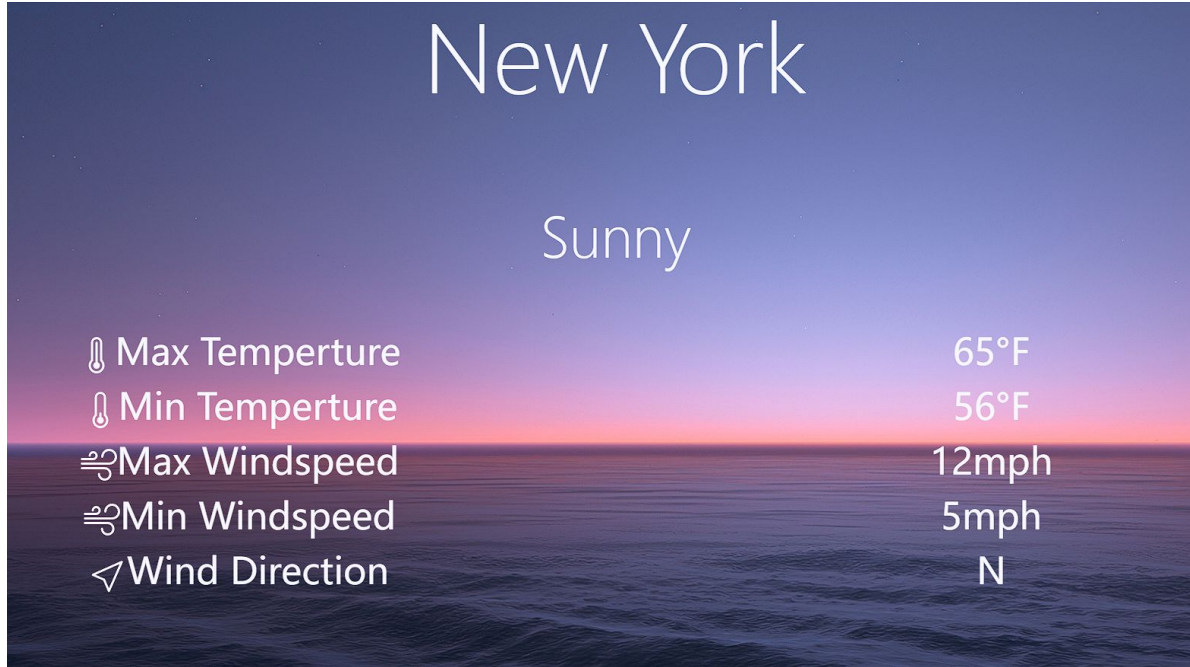 New York
Sunny
Max Temperture 65°F
Min Temperture 56°F
Max Windspeed 12mph
Min Windspeed 5mph
Wind Direction N